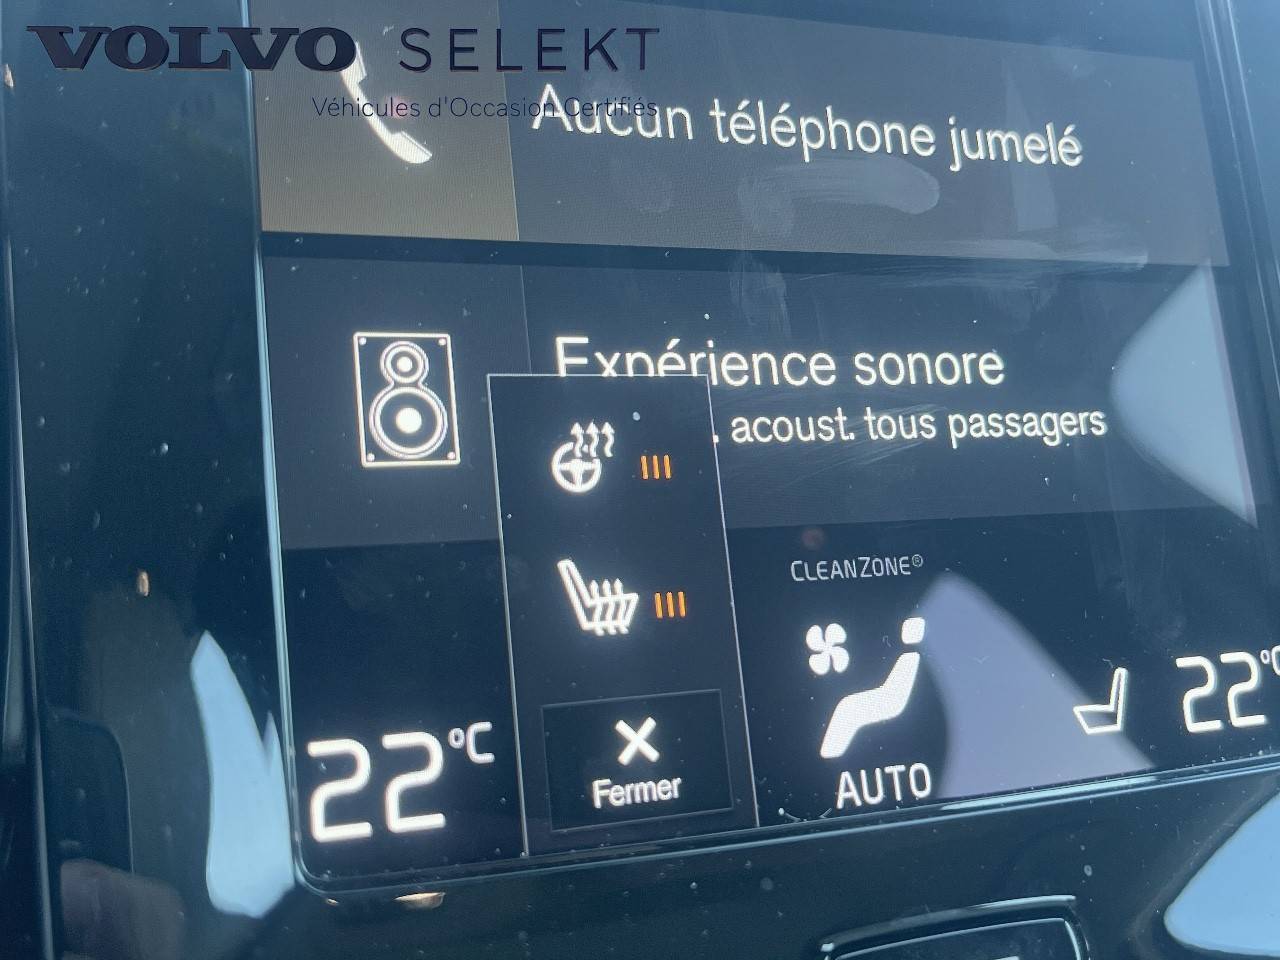 VOLVO SELEKT
Véhicules d'Occasion Certifiés
Aucun téléphone jumelé
Expérience sonore
. acoust. tous passagers
CLEANZONE®
22°C
22°C
AUTO
Fermer